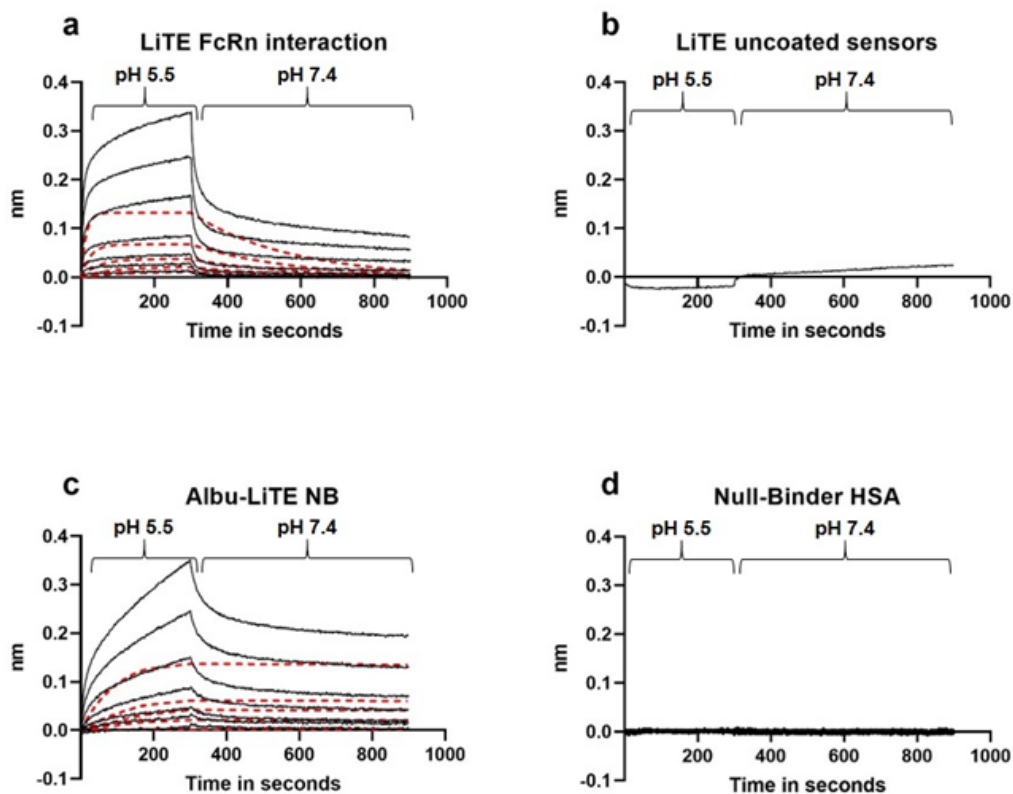 a
LiTE FcRn interaction
pH 5.5
pH 7.4
0.4
0.3
0.2
0.1
0.0
-0.1
nm
200
400
600
800
1000
Time in seconds
b
LiTE uncoated sensors
pH 5.5
pH 7.4
0.4
0.3
0.2
0.1
0.0
-0.1
nm
200
400
600
800
1000
Time in seconds
c
Albu-LiTE NB
pH 5.5
pH 7.4
0.4
0.3
0.2
0.1
0.0
-0.1
nm
200
400
600
800
1000
Time in seconds
d
Null-Binder HSA
pH 5.5
pH 7.4
0.4
0.3
0.2
0.1
0.0
-0.1
nm
200
400
600
800
1000
Time in seconds